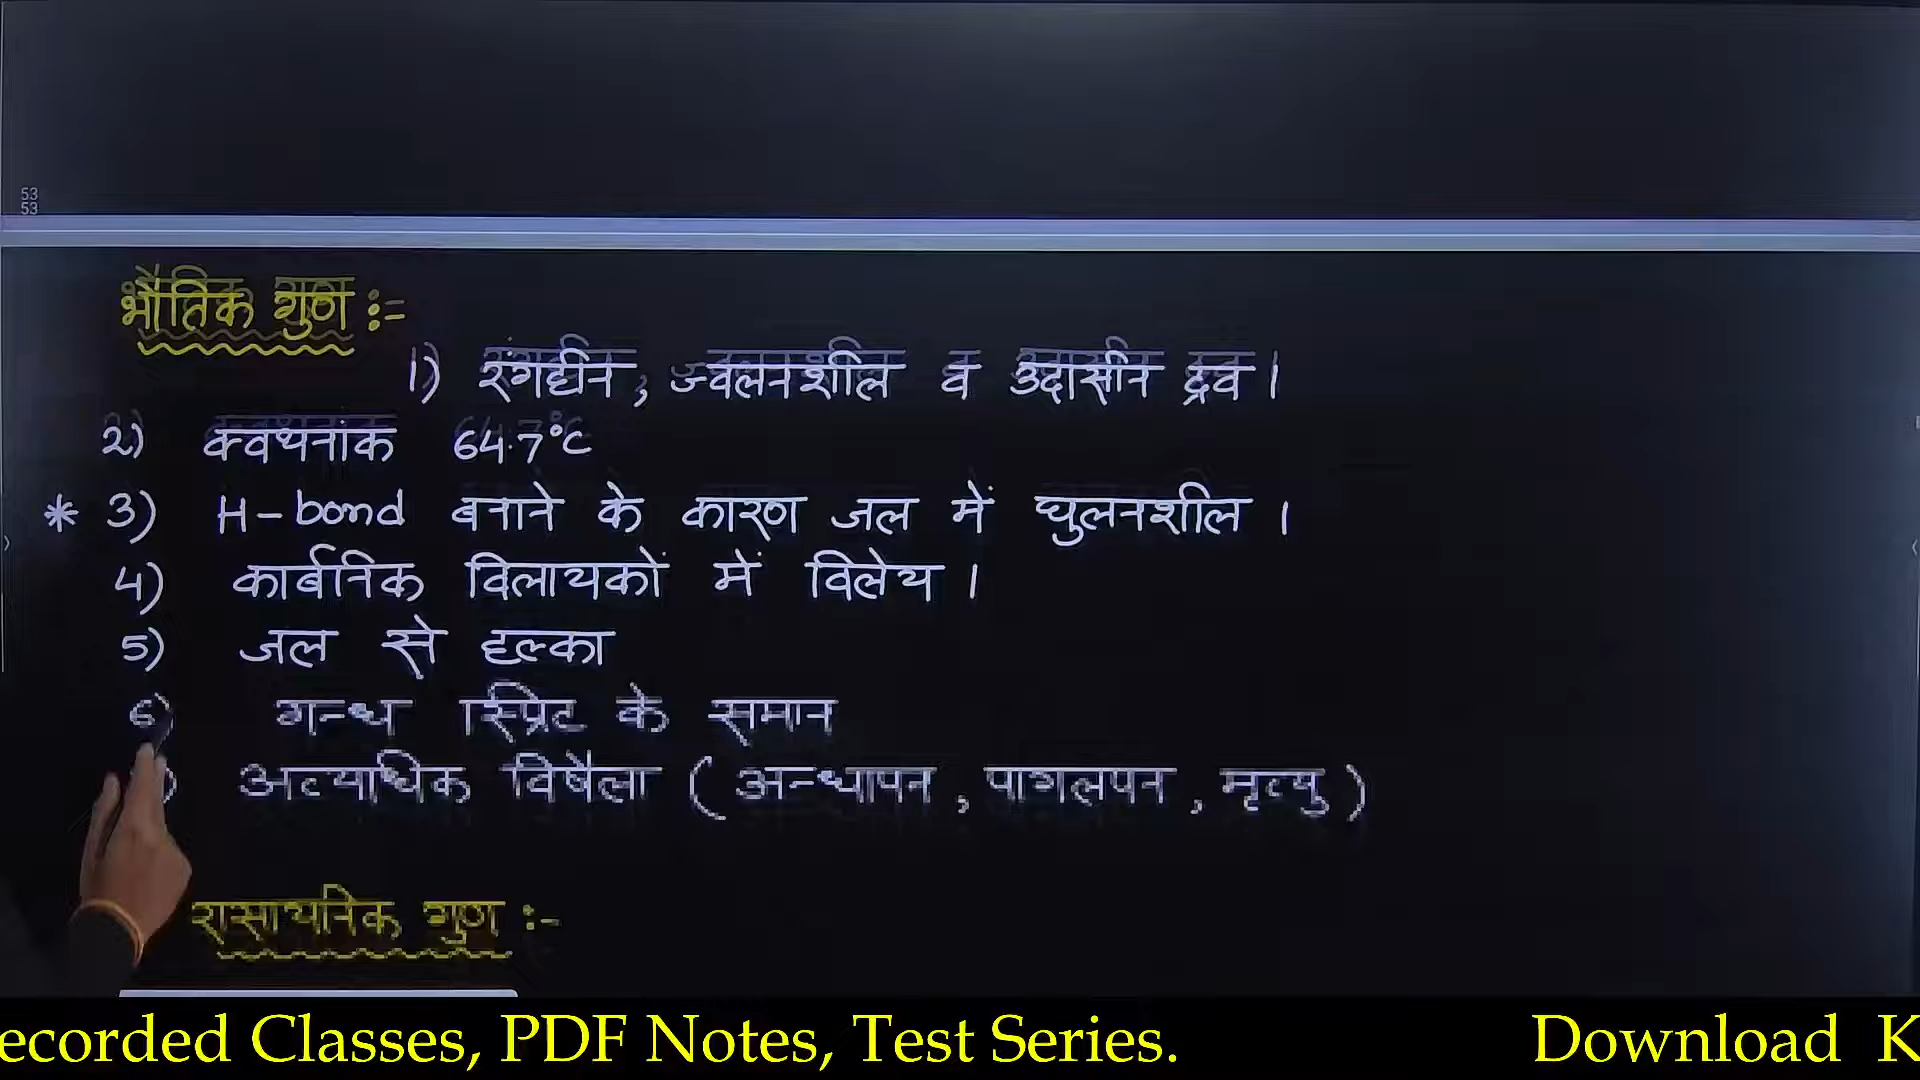 53
53
भौतिक गुण :=
1) रंगहीन, ज्वलनशील व उदासीन द्रव ।
2) क्वथनांक 64.7°C
* 3) H-bond बनाने के कारण जल में घुलनशील ।
4) कार्बनिक विलायकों में विलेय ।
5) जल से हल्का
6) गन्ध स्प्रिट के समान
) अत्याधिक विषैला ( अन्धापन , पागलपन , मृत्यु )
रासायनिक गुण :-
ecorded Classes, PDF Notes, Test Series. Download K